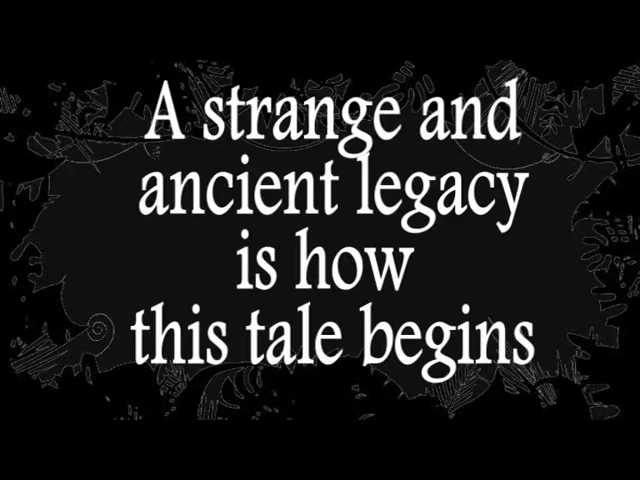 A strange and
ancient legacy
is how
this tale begins